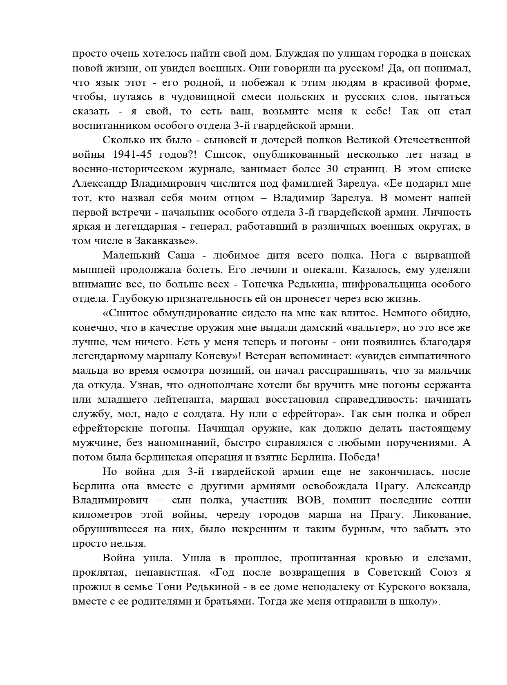 просто очень хотелось найти свой дом. Блуждая по улицам городка в поисках
новой жизни, он увидел военных. Они говорили на русском! Да, он понимал,
что язык этот - его родной, и побежал к этим людям в красивой форме,
чтобы, путаясь в чудовищной смеси польских и русских слов, пытаться
сказать - я свой, то есть ваш, возьмите меня к себе! Так он стал
воспитанником особого отдела 3-й гвардейской армии.
Сколько их было - сыновей и дочерей полков Великой Отечественной
войны 1941-45 годов?! Список, опубликованный несколько лет назад в
военно-историческом журнале, занимает более 30 страниц. В этом списке
Александр Владимирович числится под фамилией Зарелуа. «Ее подарил мне
тот, кто назвал себя моим отцом – Владимир Зарелуа. В момент нашей
первой встречи - начальник особого отдела 3-й гвардейской армии. Личность
яркая и легендарная - генерал, работавший в различных военных округах, в
том числе в Закавказье».
Маленький Саша - любимое дитя всего полка. Нога с вырванной
мышцей продолжала болеть. Его лечили и опекали. Казалось, ему уделяли
внимание все, но больше всех - Тонечка Редькина, шифровальщица особого
отдела. Глубокую признательность ей он пронесет через всю жизнь.
«Сшитое обмундирование сидело на мне как влитое. Немного обидно,
конечно, что в качестве оружия мне выдали дамский «вальтер», но это все же
лучше, чем ничего. Есть у меня теперь и погоны - они появились благодаря
легендарному маршалу Коневу»! Ветеран вспоминает: «увидев симпатичного
мальца во время осмотра позиций, он начал расспрашивать, что за мальчик
да откуда. Узнав, что однополчане хотели бы вручить мне погоны сержанта
или младшего лейтенанта, маршал восстановил справедливость: начинать
службу, мол, надо с солдата. Ну или с ефрейтора». Так сын полка и обрел
ефрейторские погоны. Начищал оружие, как должно делать настоящему
мужчине, без напоминаний, быстро справлялся с любыми поручениями. А
потом была берлинская операция и взятие Берлина. Победа!
Но война для 3-й гвардейской армии еще не закончилась, после
Берлина она вместе с другими армиями освобождала Прагу. Александр
Владимирович – сын полка, участник ВОВ, помнит последние сотни
километров этой войны, череду городов марша на Прагу. Ликование,
обрушившееся на них, было искренним и таким бурным, что забыть это
просто нельзя.
Война ушла. Ушла в прошлое, пропитанная кровью и слезами,
проклятая, ненавистная. «Год после возвращения в Советский Союз я
прожил в семье Тони Редькиной - в ее доме неподалеку от Курского вокзала,
вместе с ее родителями и братьями. Тогда же меня отправили в школу».